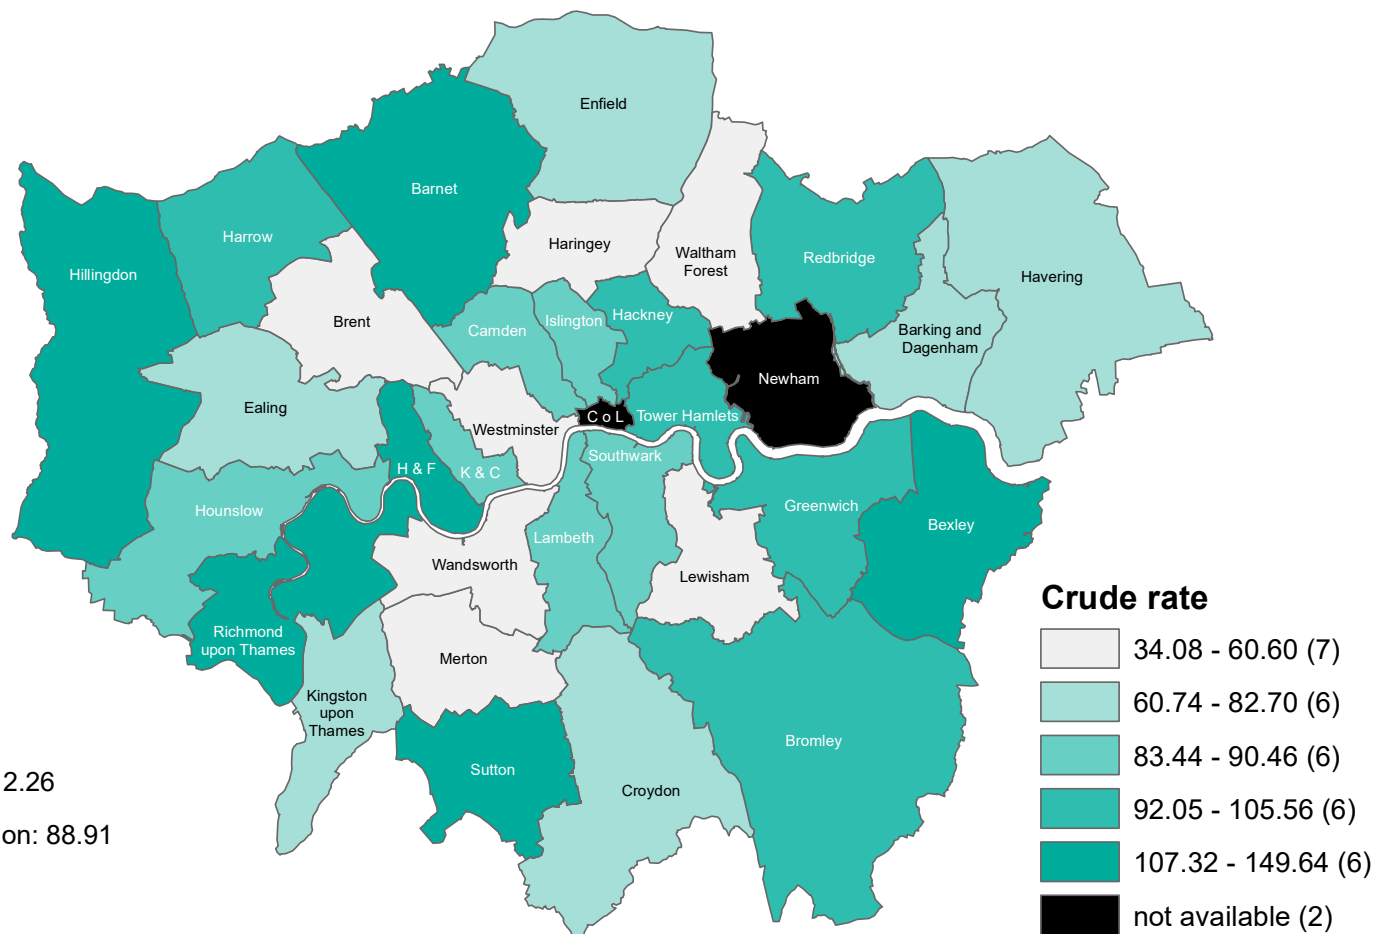 Enfield
Barnet
Harrow
Haringey
Waltham
Forest
Redbridge
Hillingdon
Havering
Brent
Camden
Islington
Hackney
Barking and
Dagenham
Newham
Ealing
Westminster
C o L
Tower Hamlets
H & F
K & C
Southwark
Hounslow
Greenwich
Bexley
Lambeth
Wandsworth
Lewisham
Richmond
upon Thames
Merton
Kingston
upon
Thames
Bromley
Sutton
Croydon
2.26
on: 88.91
Crude rate
34.08 - 60.60 (7)
60.74 - 82.70 (6)
83.44 - 90.46 (6)
92.05 - 105.56 (6)
107.32 - 149.64 (6)
not available (2)